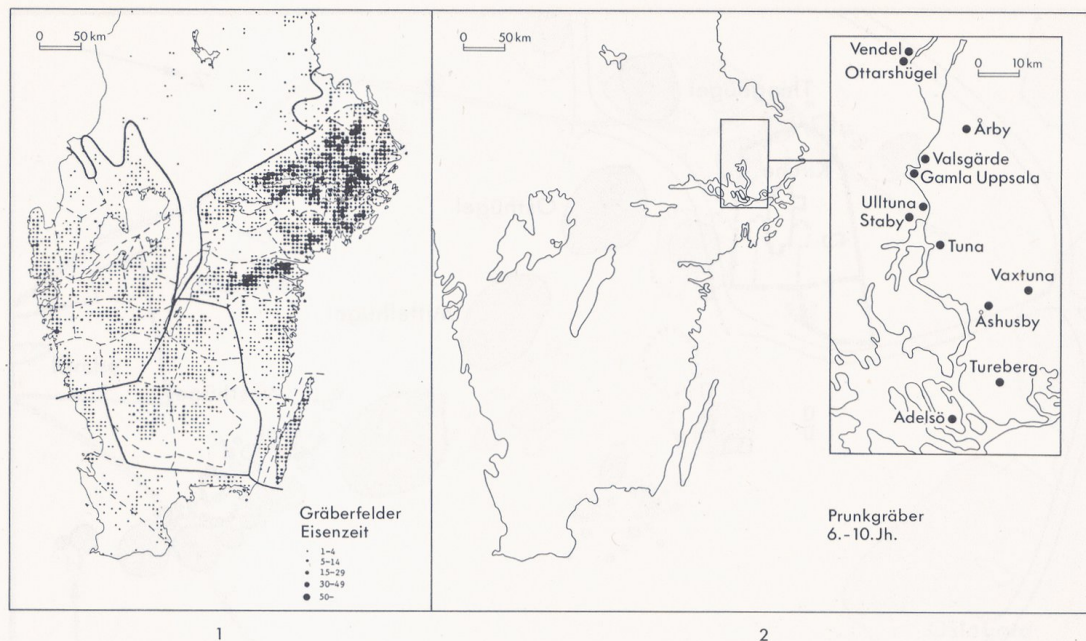 0 50 km
Gräberfelder
Eisenzeit
1-4
5-14
15-29
30-49
50-
1
0 50 km
Vendel
Ottarshügel
0 10 km
Årby
Valsgärde
Gamla Uppsala
Ulltuna
Staby
Tuna
Vaxtuna
Åshusby
Tureberg
Adelsö
Prunkgräber
6.-10. Jh.
2